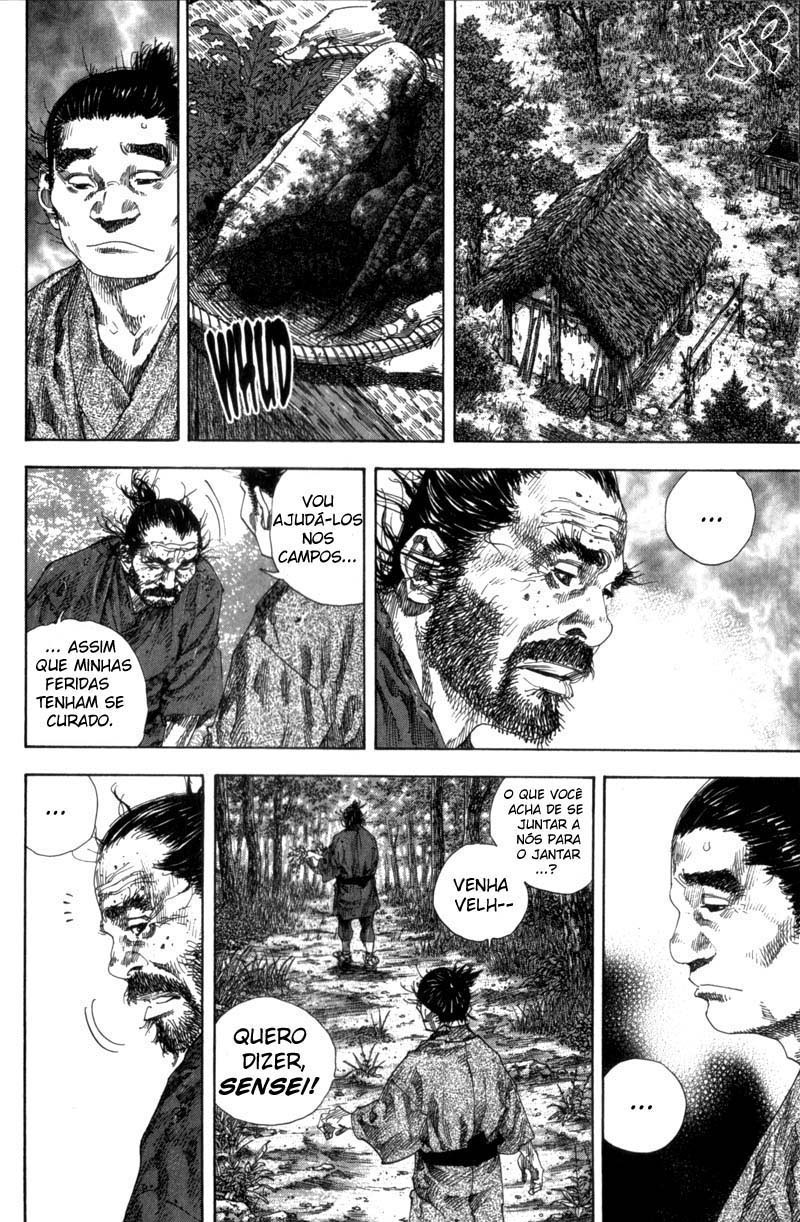 WHUD
...
VOU
AJUDÁ-LOS
NOS
CAMPOS...
... ASSIM
QUE MINHAS
FERIDAS
TENHAM SE
CURADO.
...
O QUE VOCÊ
ACHA DE SE
JUNTAR A
NÓS PARA
O JANTAR
...?
VENHA
VELH--
QUERO
DIZER,
SENSEI!
...